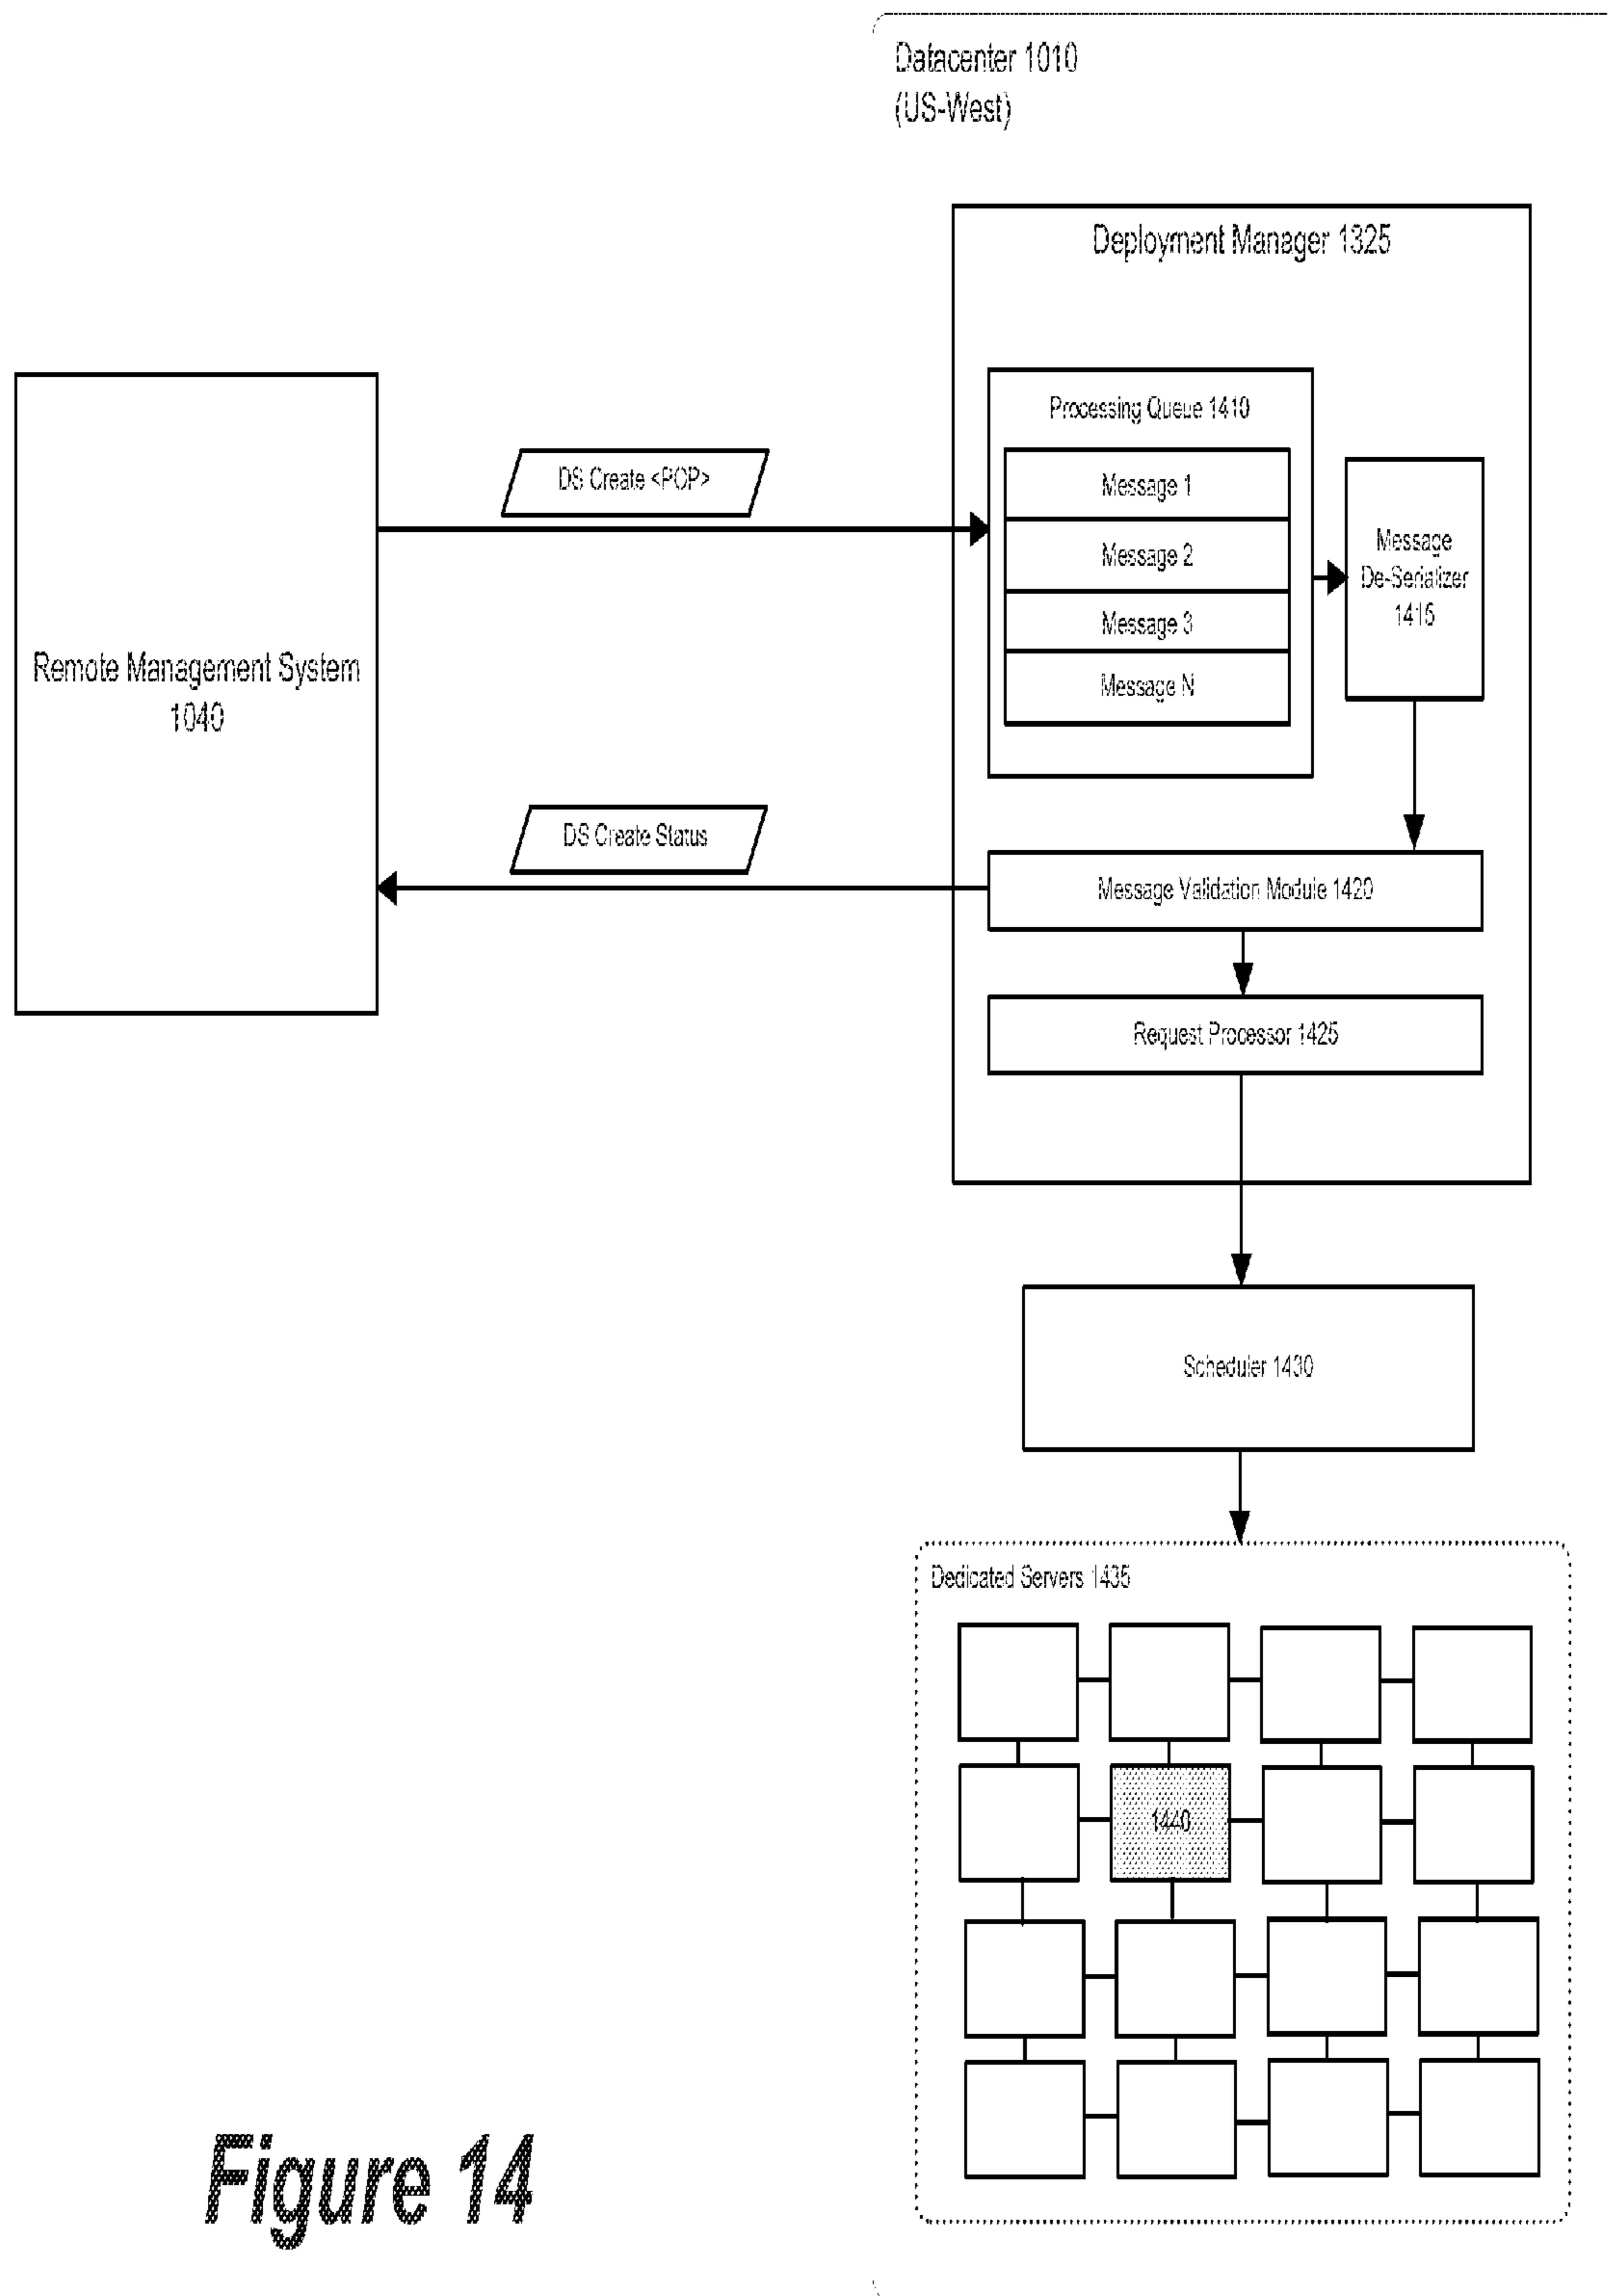 Datacenter 1010
(US-West)
Deployment Manager 1325
Processing Queue 1410
Message 1
Message 2
Message 3
Message N
Message
De-Serializer
1415
DS Create <POP>
Remote Management System
1040
DS Create Status
Message Validation Module 1420
Request Processor 1425
Scheduler 1430
Dedicated Servers 1435
1440
Figure 14